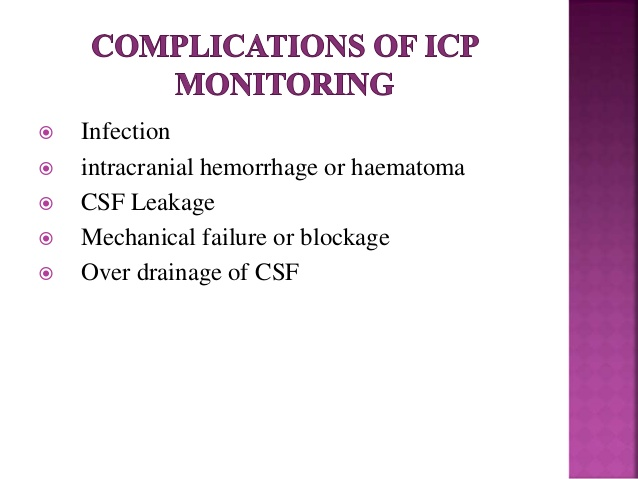 COMPLICATIONS OF ICP
MONITORING
Infection
intracranial hemorrhage or haematoma
CSF Leakage
Mechanical failure or blockage
Over drainage of CSF